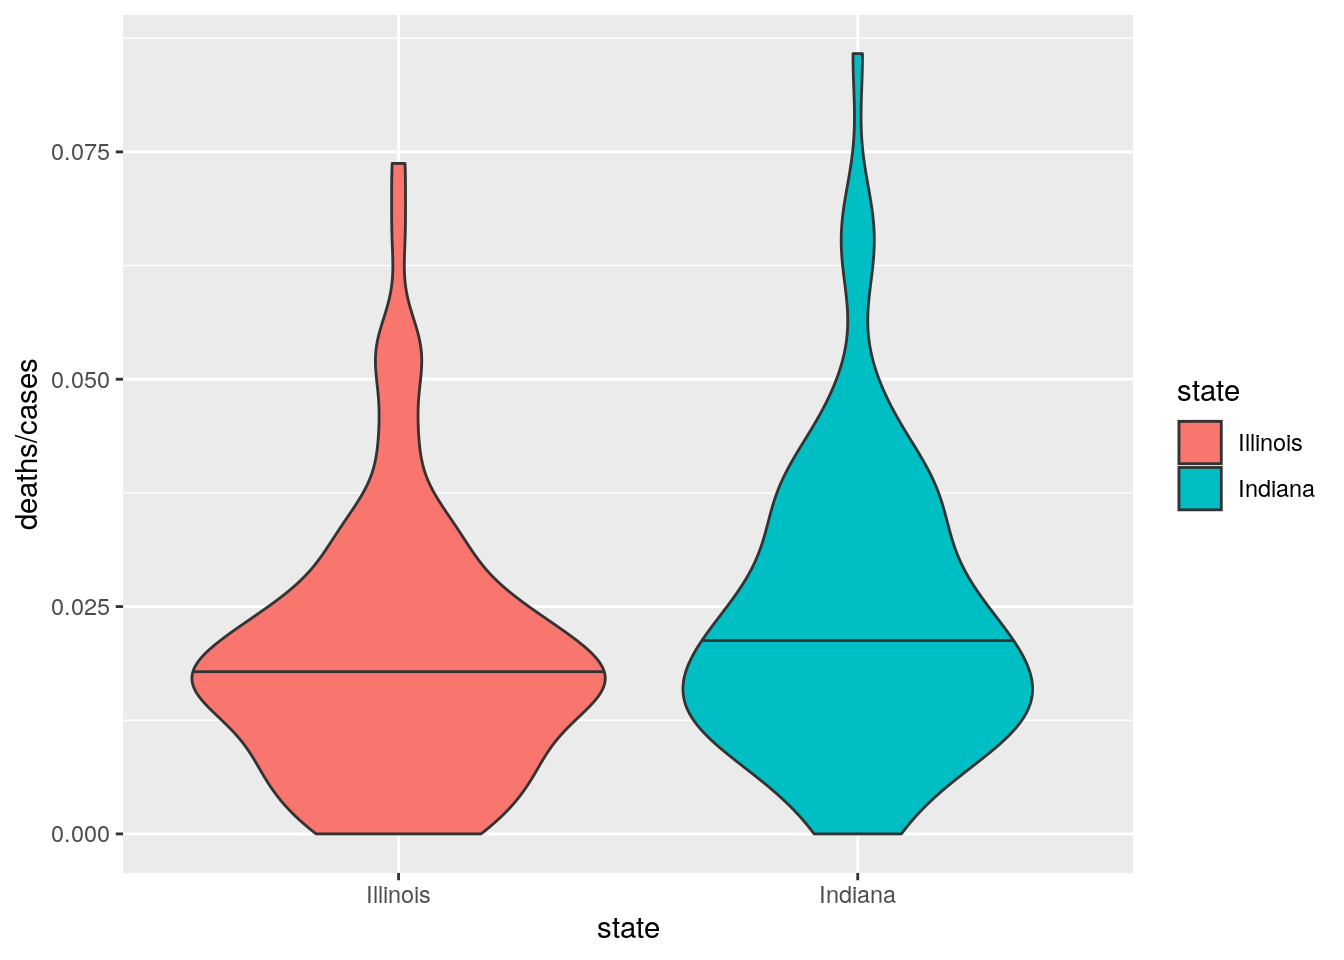 deaths/cases
0.075
0.050
0.025
0.000
Illinois
Indiana
state
state
Illinois
Indiana